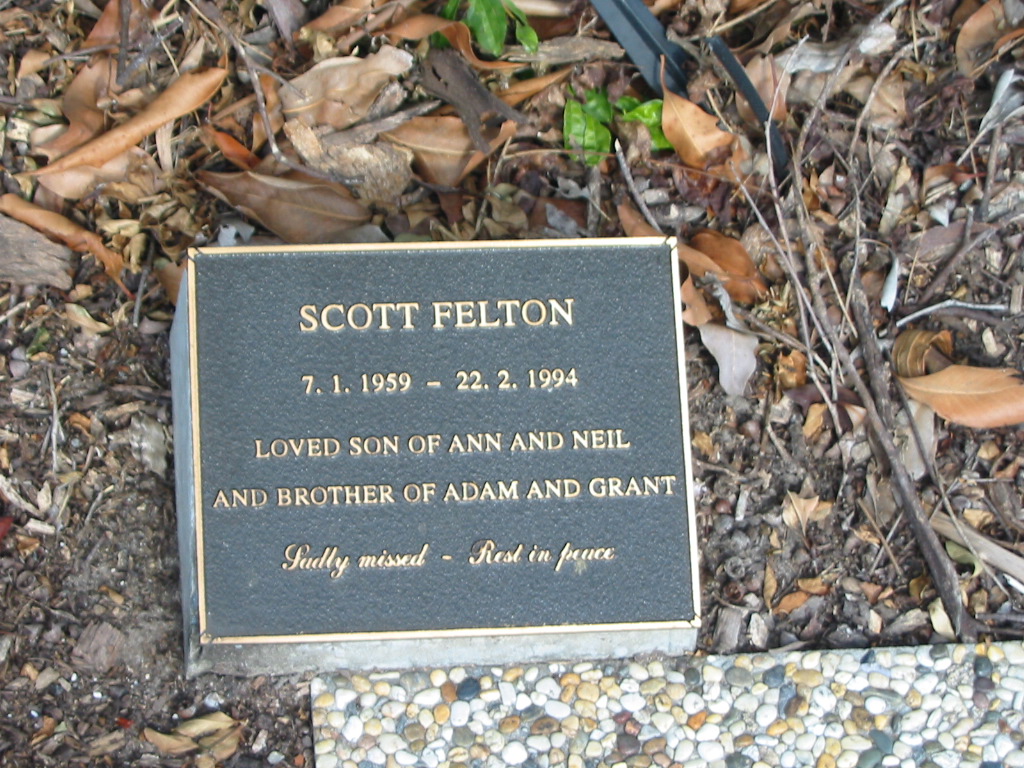 SCOTT FELTON
7. 1. 1959 - 22. 2. 1994
LOVED SON OF ANN AND NEIL
AND BROTHER OF ADAM AND GRANT
Sadly missed - Rest in peace